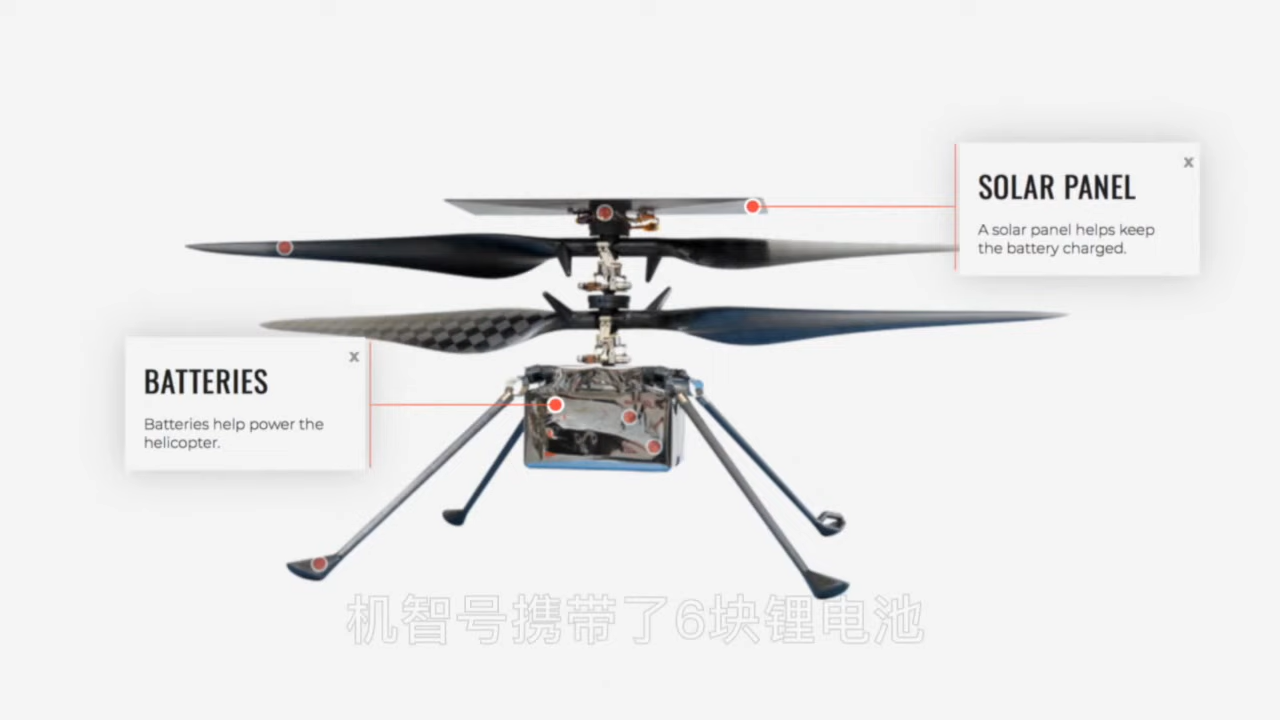 x
SOLAR PANEL
A solar panel helps keep
the battery charged.
x
BATTERIES
Batteries help power the
helicopter.
机智号携带了6块锂电池